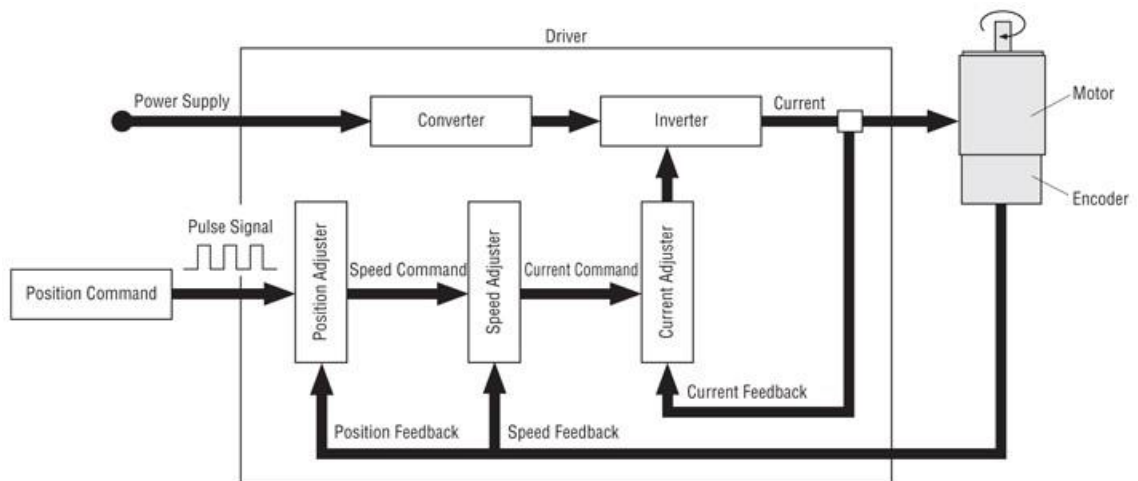 Driver
Power Supply
Converter
Inverter
Current
Motor
Encoder
Pulse Signal
Position Command
Position Adjuster
Speed Command
Speed Adjuster
Current Command
Current Adjuster
Current Feedback
Position Feedback
Speed Feedback